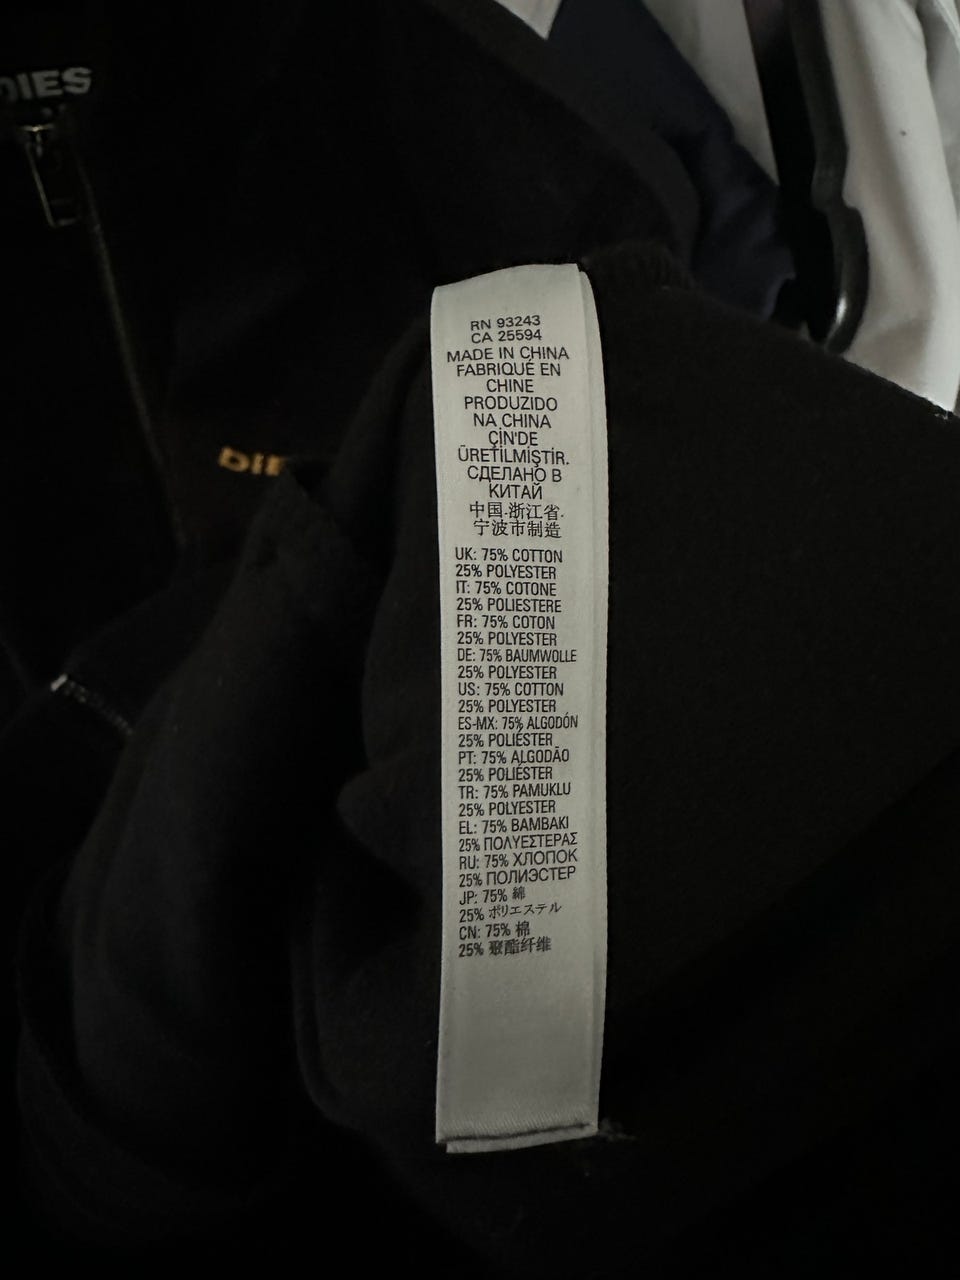 DIES
DIE
RN 93243
CA 25594
MADE IN CHINA
FABRIQUÉ EN
CHINE
PRODUZIDO
NA CHINA
ÇİN'DE
ÜRETİLMİŞTİR.
СДЕЛАНО В
КИТАЙ
中国.浙江省.
宁波市制造
UK: 75% COTTON
25% POLYESTER
IT: 75% COTONE
25% POLIESTERE
FR: 75% COTON
25% POLYESTER
DE: 75% BAUMWOLLE
25% POLYESTER
US: 75% COTTON
25% POLYESTER
ES-MX: 75% ALGODÓN
25% POLIÉSTER
PT: 75% ALGODÃO
25% POLIÉSTER
TR: 75% PAMUKLU
25% POLYESTER
EL: 75% ΒΑΜΒΑΚΙ
25% ΠΟΛΥΕΣΤΕΡΑΣ
RU: 75% ХЛОПОК
25% ПОЛИЭСТЕР
JP: 75% 綿
25% ポリエステル
CN: 75% 棉
25% 聚酯纤维